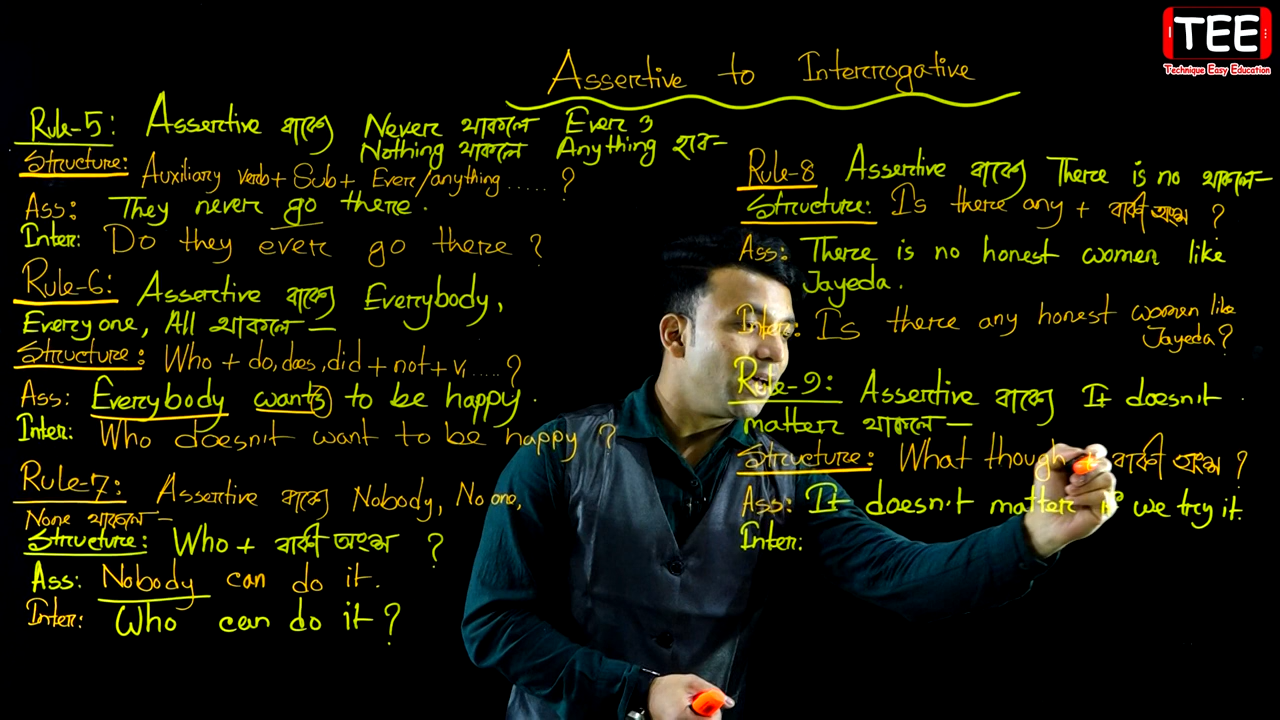 TEE
Technique Easy Education
Assertive to Interrogative
Rule-5: Assertive বাক্যে Never থাকলে Ever ও
Nothing থাকলে Anything হবে-
Structure: Auxiliary verb + Sub + Ever/anything ..... ?
Ass: They never go there.
Inter: Do they ever go there ?
Rule-6: Assertive বাক্যে Everybody,
Every one, All থাকলে —
Structure: Who + do, does, did + not + v₁ ..... ?
Ass: Everybody wants to be happy.
Inter: Who doesn't want to be happy ?
Rule-7: Assertive বাক্যে Nobody, No one,
None থাকলে—
Structure: Who + বাকী অংশ ?
Ass: Nobody can do it.
Inter: Who can do it ?
Rule-8 Assertive বাক্যে There is no থাকলে—
Structure: Is there any + বাকী অংশ ?
Ass: There is no honest women like
Jayeda.
Inter: Is there any honest women like
Jayeda?
Rule-9: Assertive বাক্যে It doesn't
matter থাকলে —
Structure: What though + বাকী অংশ ?
Ass: It doesn't matter if we try it.
Inter: